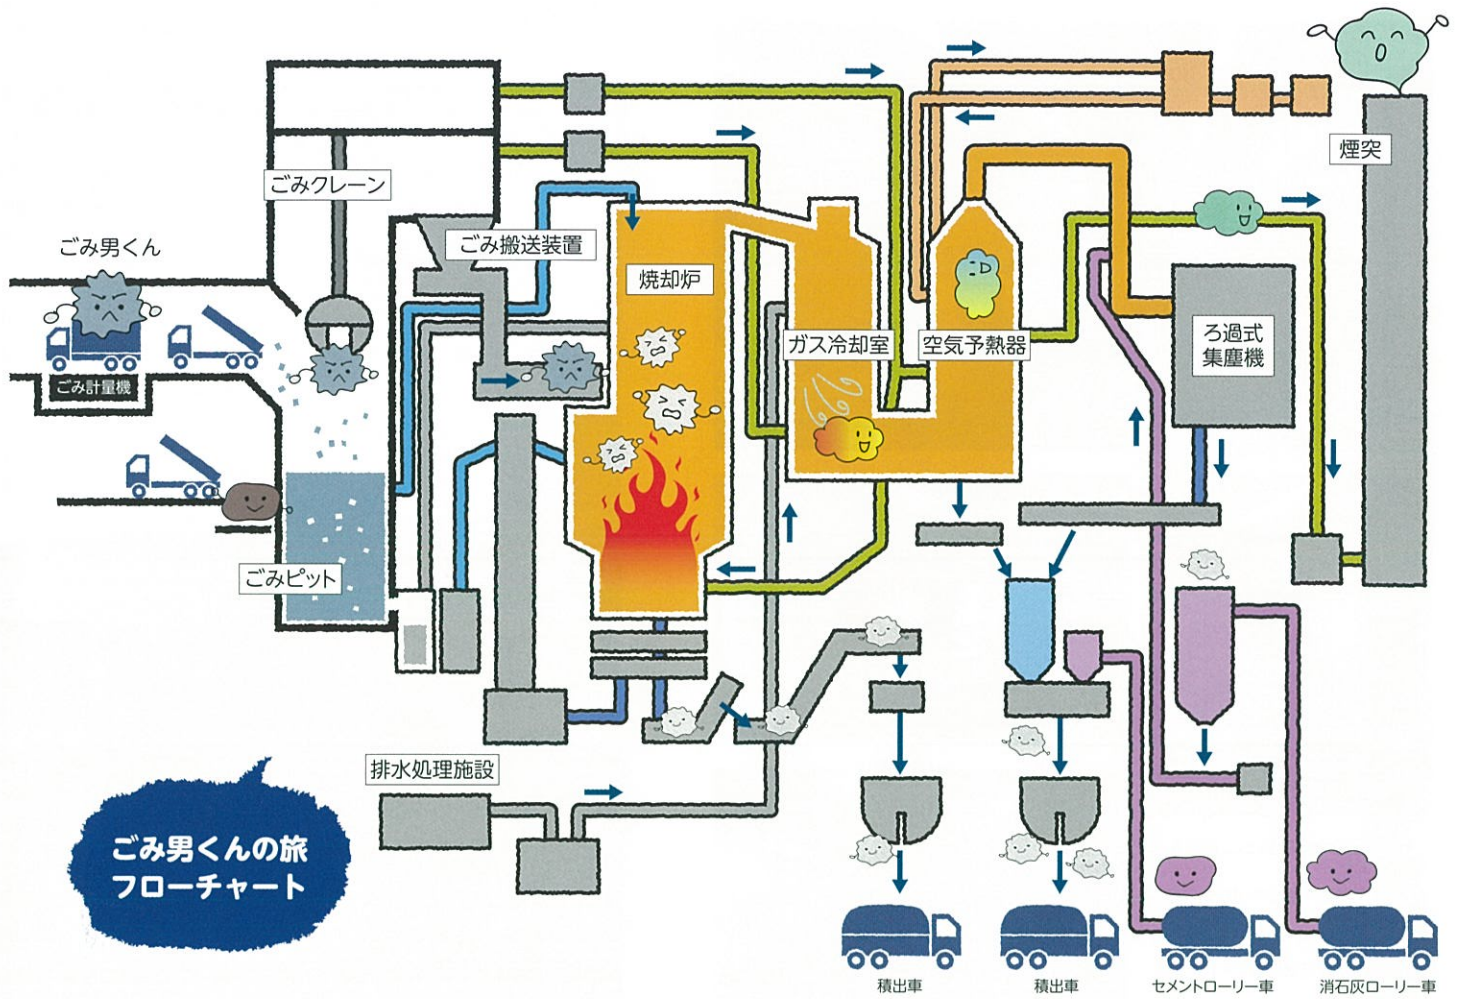 煙突
ごみクレーン
ごみ男くん
ごみ搬送装置
焼却炉
ガス冷却室
空気予熱器
ろ過式
集塵機
ごみ計量機
ごみピット
排水処理施設
ごみ男くんの旅
フローチャート
積出車
積出車
セメントローリー車
消石灰ローリー車